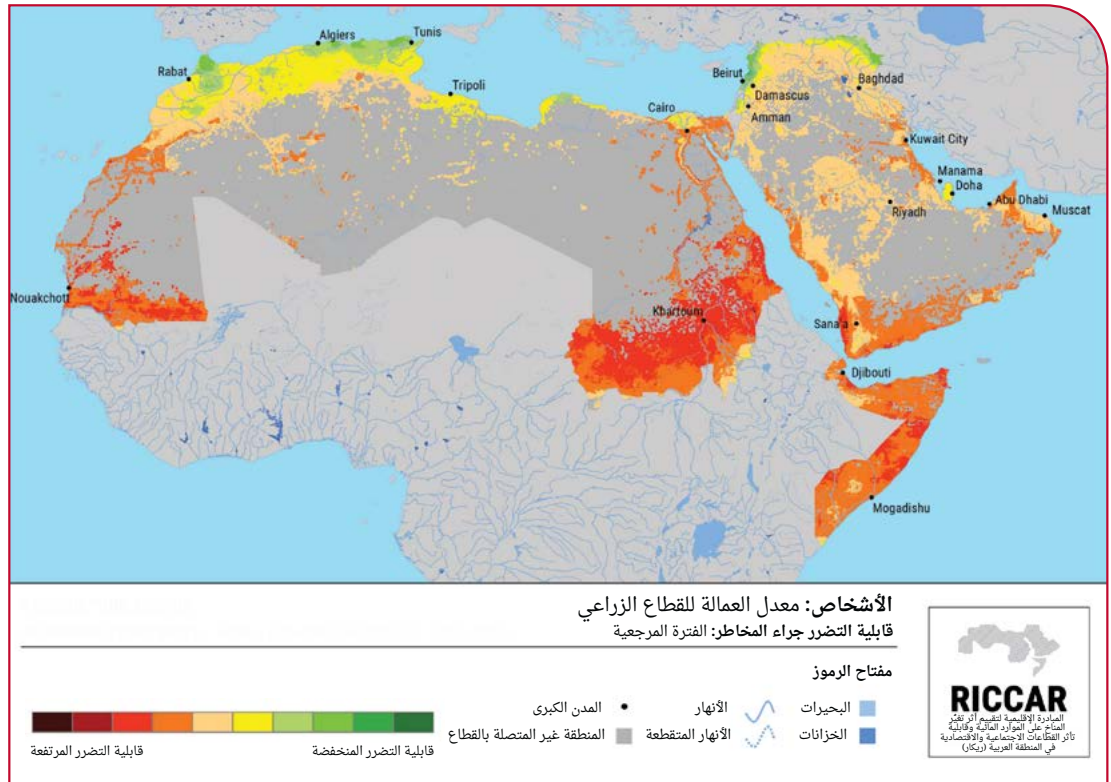 Algiers
Tunis
Rabat
Tripoli
Beirut
Baghdad
Damascus
Cairo
Amman
Kuwait City
Manama
Doha
Abu Dhabi
Riyadh
Muscat
Nouakchott
Khartoum
Sana'a
Djibouti
Mogadishu
الأشخاص: معدل العمالة للقطاع الزراعي
قابلية التضرر جراء المخاطر: الفترة المرجعية
مفتاح الرموز
البحيرات
الأنهار
المدن الكبرى
الخزانات
الأنهار المتقطعة
المنطقة غير المتصلة بالقطاع
قابلية التضرر المنخفضة
قابلية التضرر المرتفعة
RICCAR
المبادرة الإقليمية لتقييم أثر تغيّر
المناخ على الموارد المائية وقابلية
تأثر القطاعات الاجتماعية والاقتصادية
في المنطقة العربية (ريكار)